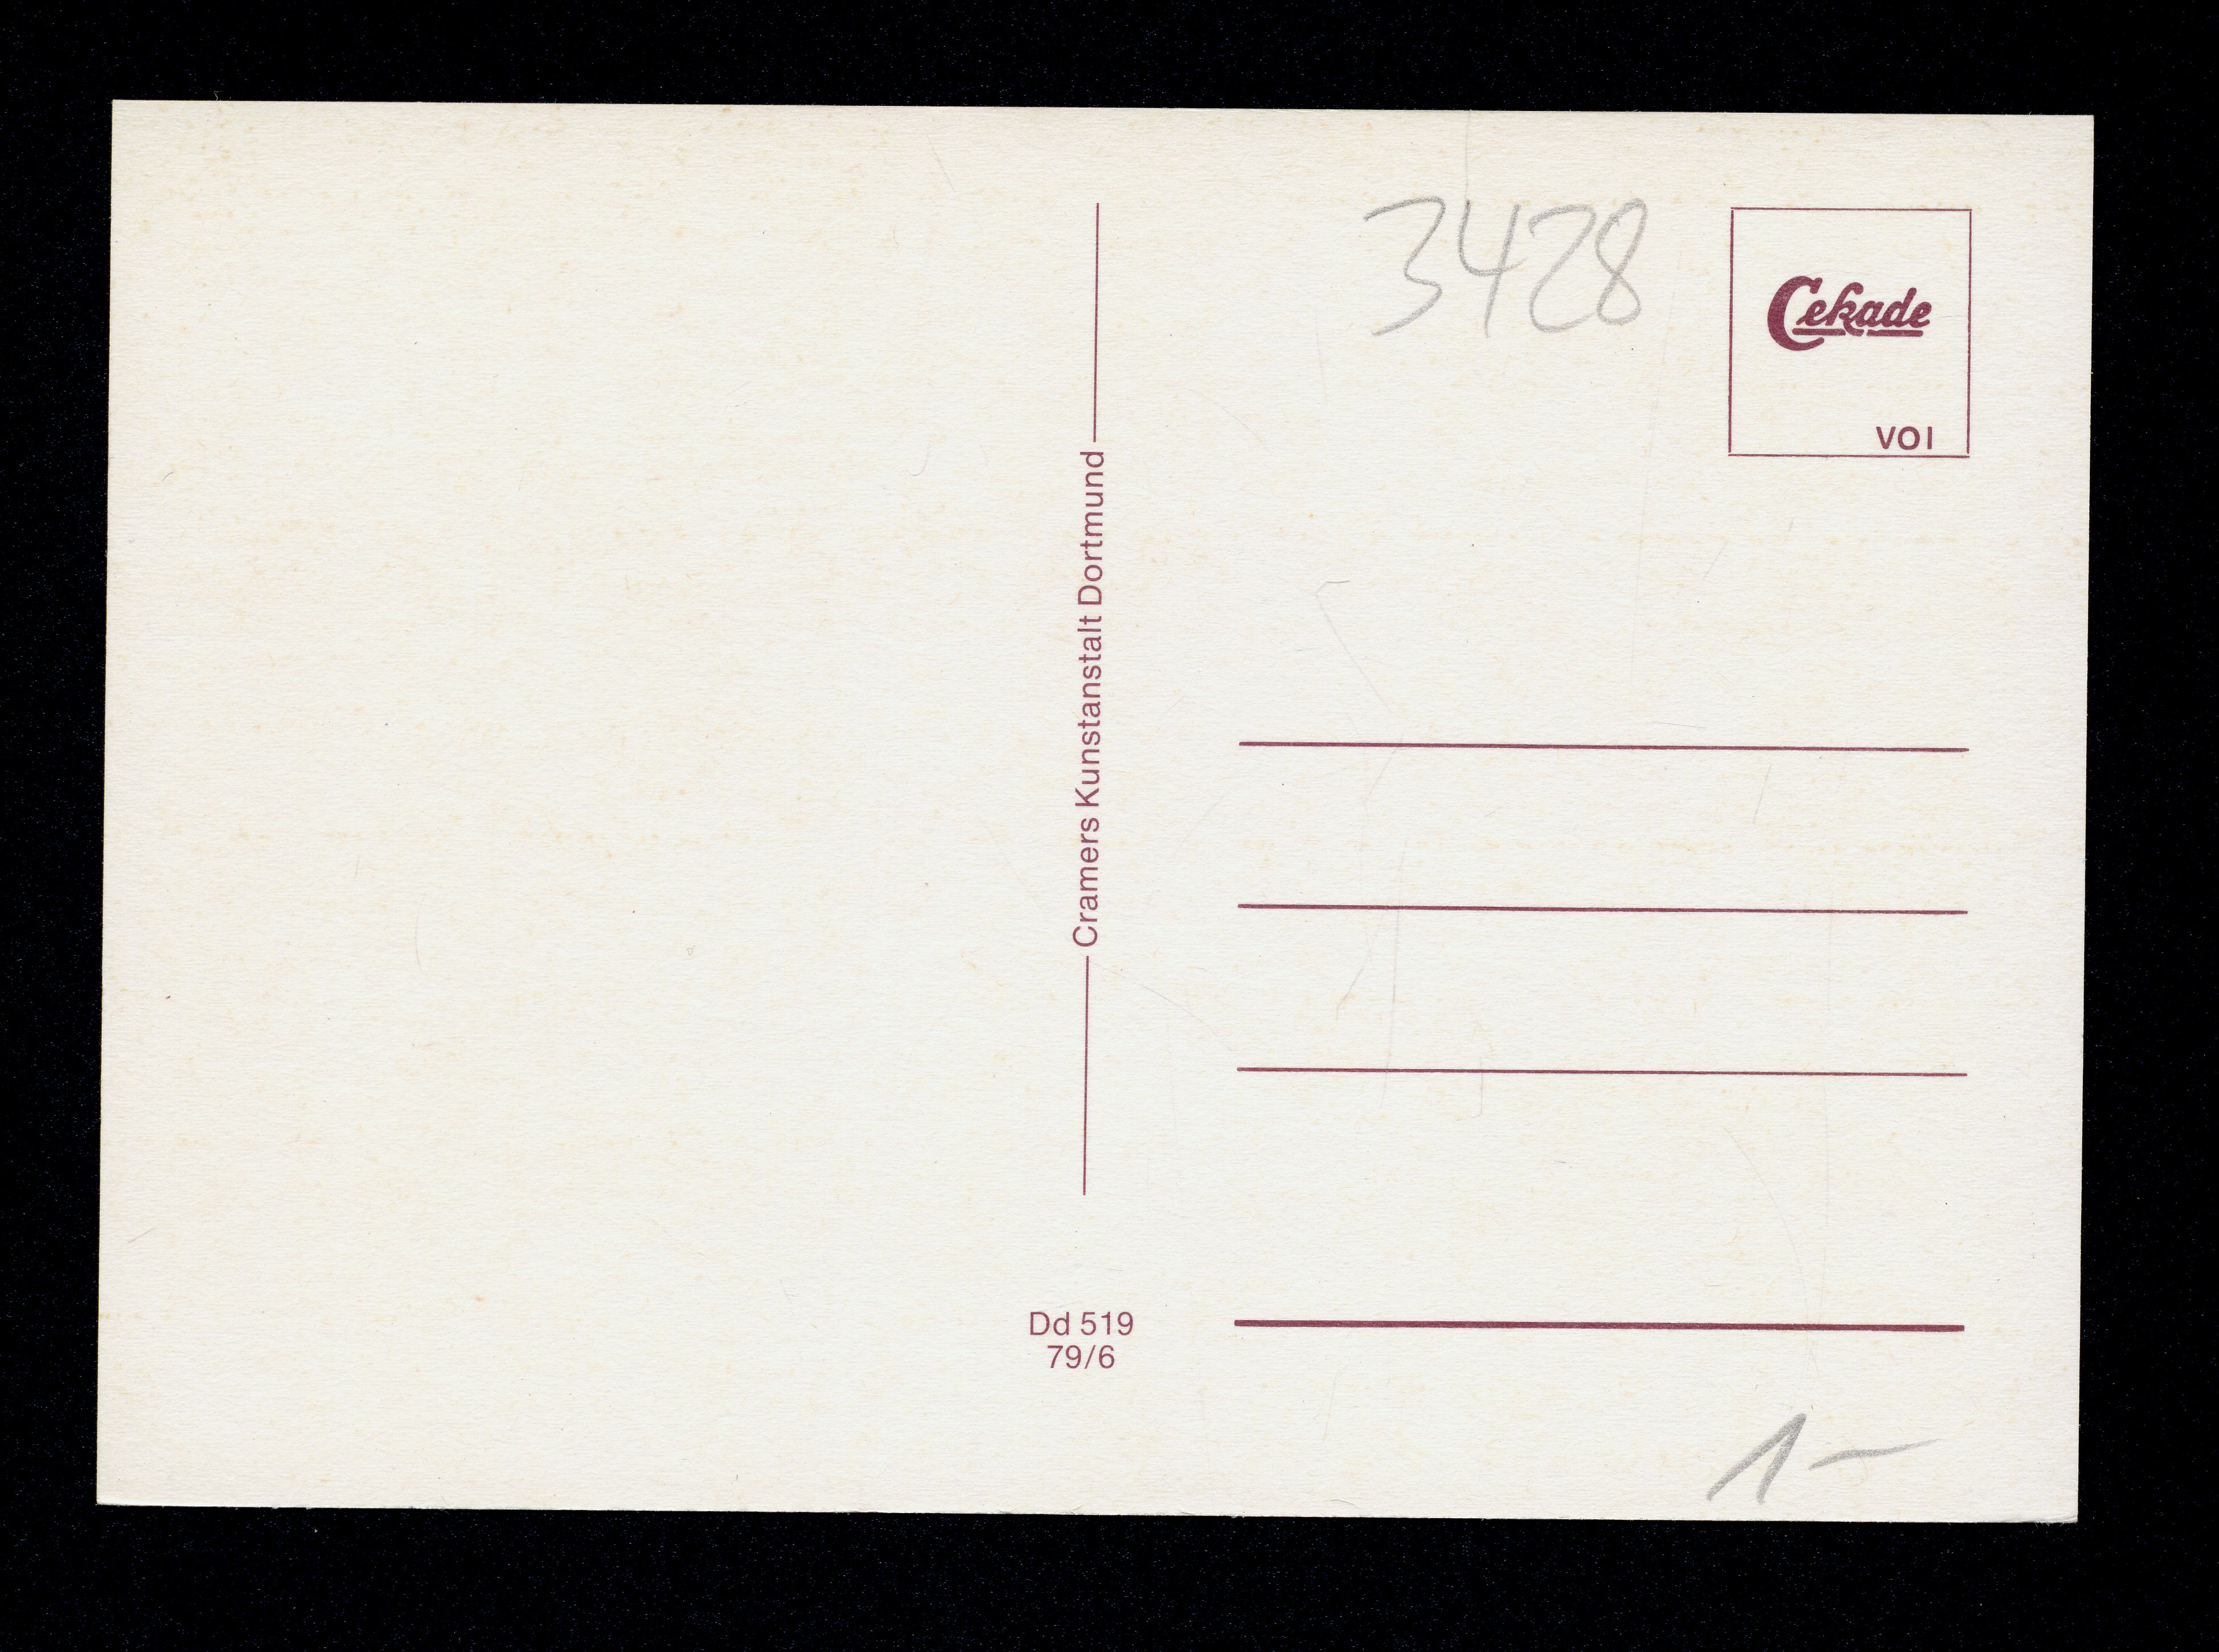 3428
Cekade
VOI
Cramers Kunstanstalt Dortmund
Dd 519
79/6
1-